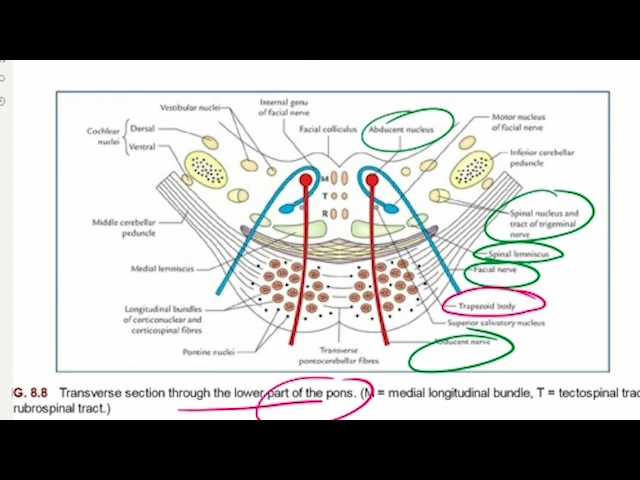 Vestibular nuclei
Internal genu
of facial nerve
Facial colliculus
Abducent nucleus
Motor nucleus
of facial nerve
Cochlear
nuclei
Dorsal
Ventral
Inferior cerebellar
peduncle
M
T
R
Middle cerebellar
peduncle
Spinal nucleus and
tract of trigeminal
nerve
Spinal lemniscus
Medial lemniscus
Facial nerve
Longitudinal bundles
of corticonuclear and
corticospinal fibres
Trapezoid body
Superior salivatory nucleus
Abducent nerve
Pontine nuclei
Transverse
pontocerebellar fibres
G. 8.8 Transverse section through the lower part of the pons. (M = medial longitudinal bundle, T = tectospinal trac
rubrospinal tract.)